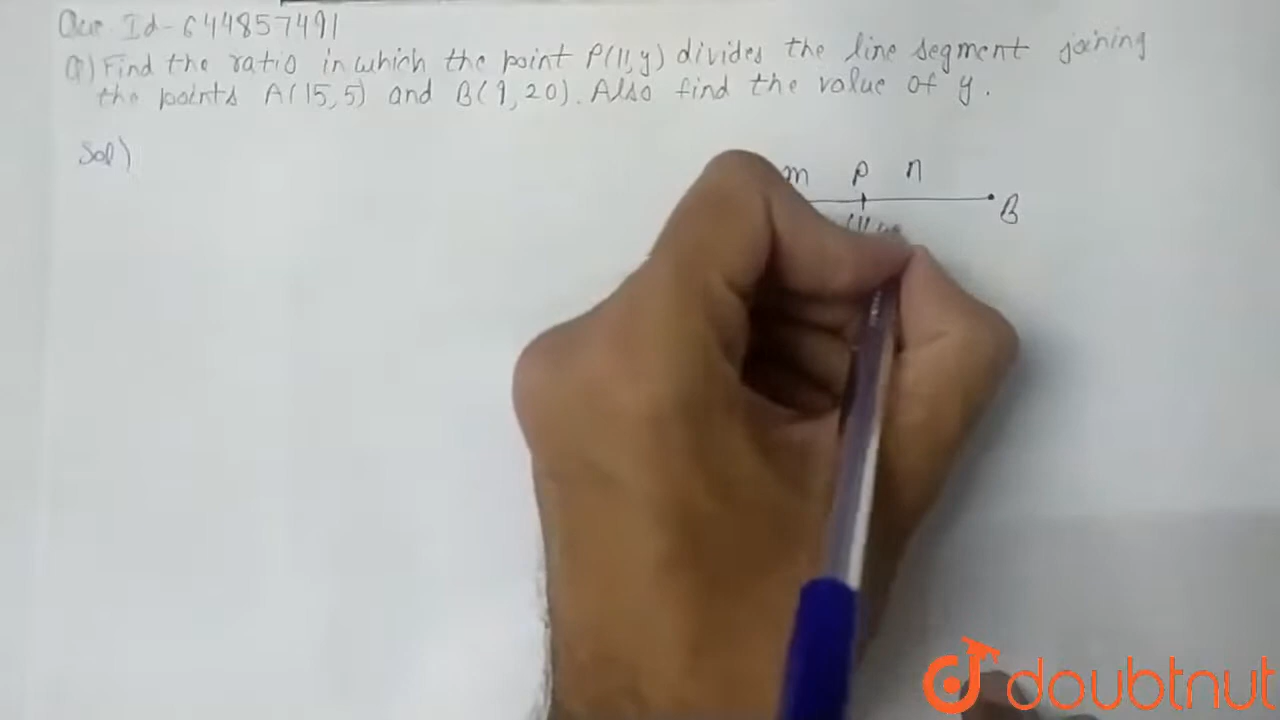 Que. Id - 644857491
Q) Find the ratio in which the point P(11,y) divides the line segment joining
the points A(15,5) and B(9,20). Also find the value of y.
Sol)
m P n
B
(11,
doubtnut